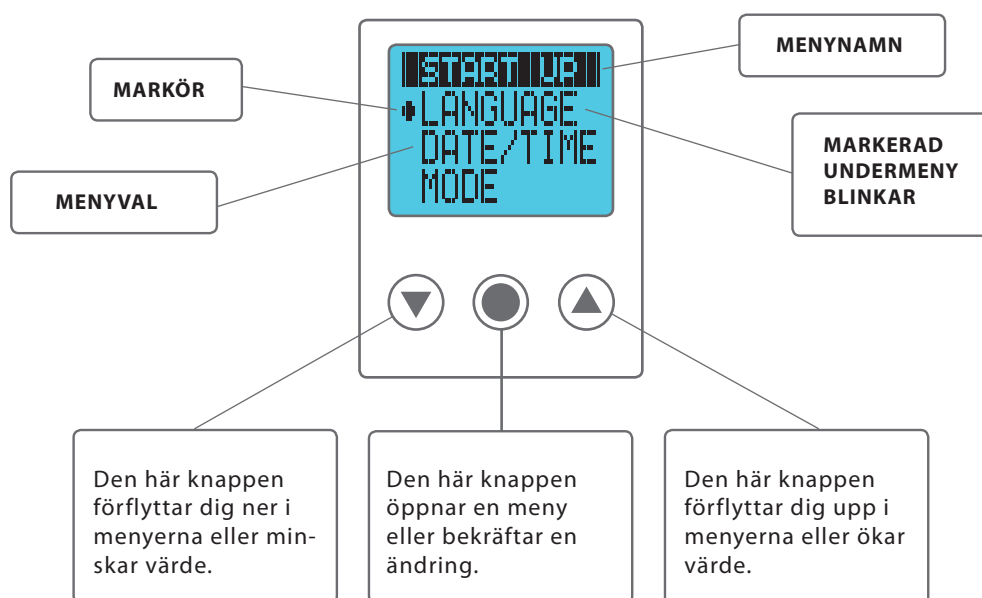 MENYNAMN
MARKÖR
START UP
LANGUAGE
DATE/TIME
MODE
MARKERAD
UNDERMENY
BLINKAR
MENYVAL
Den här knappen
förflyttar dig ner i
menyerna eller min-
skar värde.
Den här knappen
öppnar en meny
eller bekräftar en
ändring.
Den här knappen
förflyttar dig upp i
menyerna eller ökar
värde.